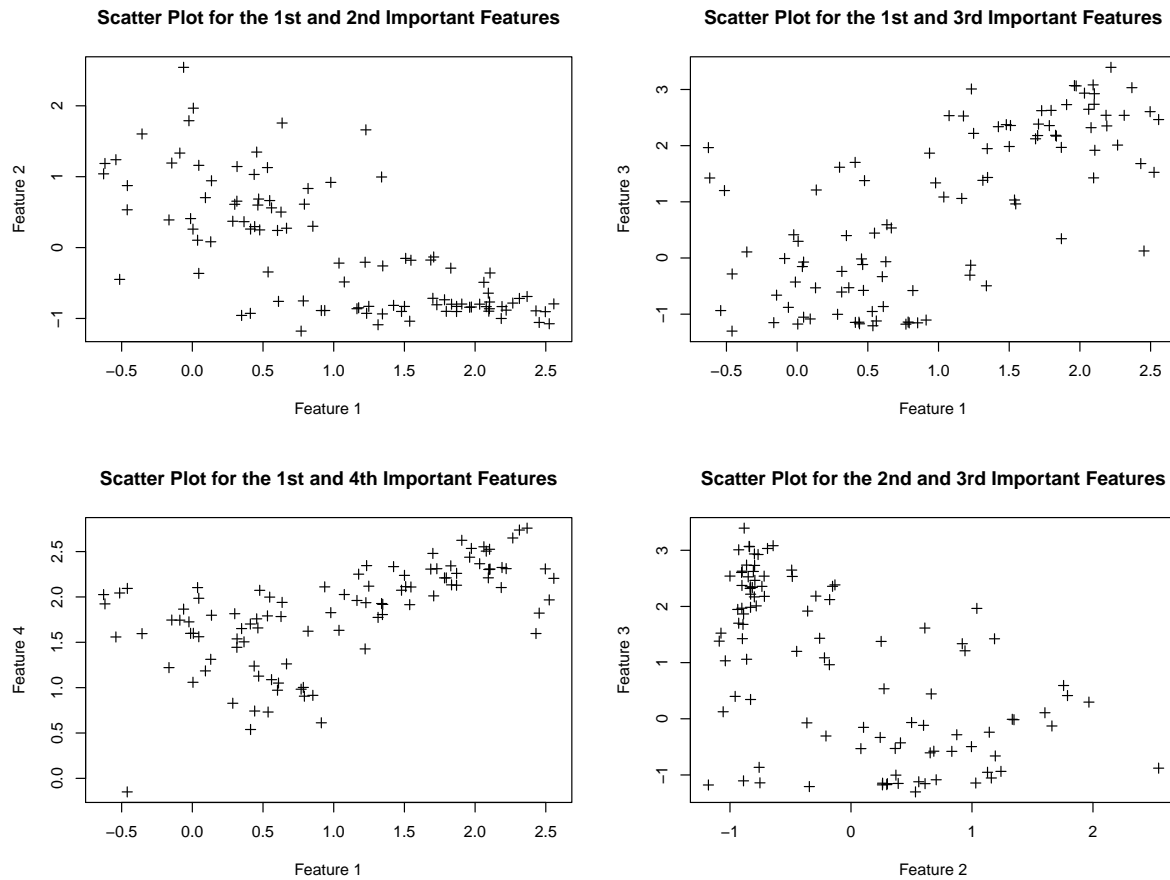 Scatter Plot for the 1st and 2nd Important Features
Feature 2
2
1
0
−1
−0.5 0.0 0.5 1.0 1.5 2.0 2.5
Feature 1
Scatter Plot for the 1st and 3rd Important Features
Feature 3
3
2
1
0
−1
−0.5 0.0 0.5 1.0 1.5 2.0 2.5
Feature 1
Scatter Plot for the 1st and 4th Important Features
Feature 4
2.5
2.0
1.5
1.0
0.5
0.0
−0.5 0.0 0.5 1.0 1.5 2.0 2.5
Feature 1
Scatter Plot for the 2nd and 3rd Important Features
Feature 3
3
2
1
0
−1
−1 0 1 2
Feature 2